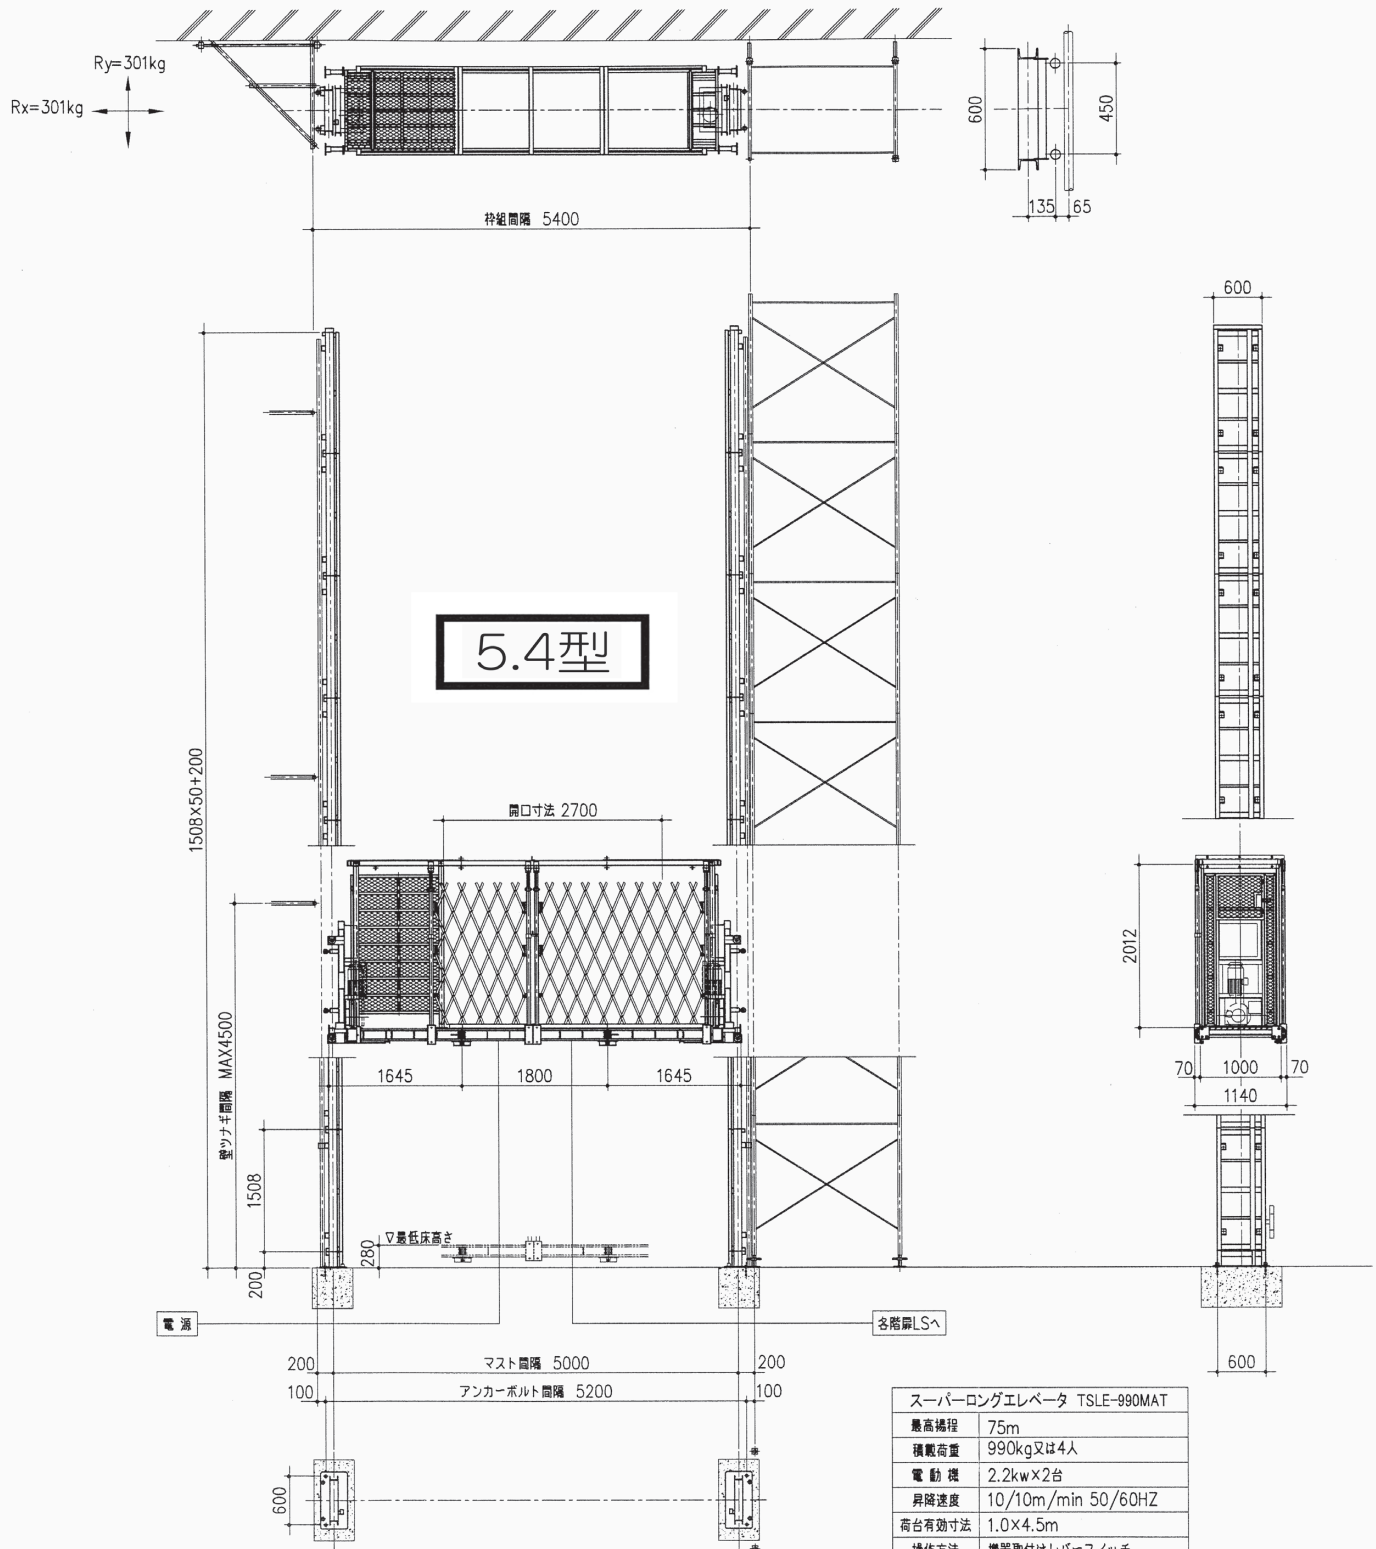 Ry=301kg
Rx=301kg
600
450
135
65
枠組間隔 5400
600
1508×50+200
5.4型
開口寸法 2700
2012
壁ツナギ間隔 MAX4500
1645
1800
1645
70
1000
70
1140
1508
▽最低床高さ
280
200
電源
各階扉LSへ
200
マスト間隔 5000
200
600
100
アンカーボルト間隔 5200
100
600
スーパーロングエレベータ TSLE-990MAT
最高揚程 75m
積載荷重 990kg又は4人
電動機 2.2kw×2台
昇降速度 10/10m/min 50/60HZ
荷台有効寸法 1.0×4.5m